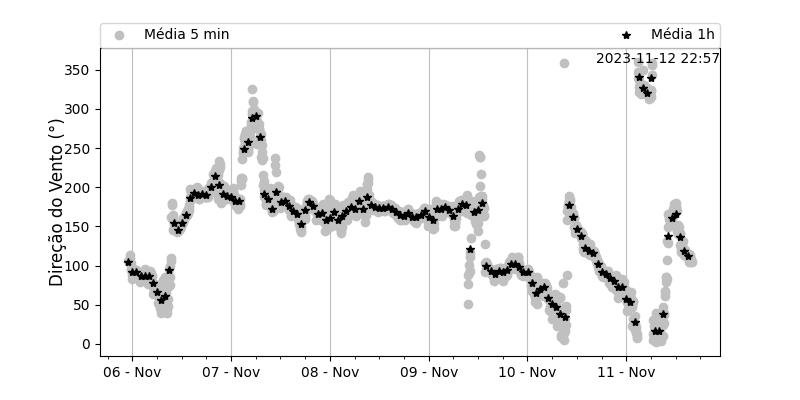 Média 5 min
Média 1h
2023-11-12 22:57
Direção do Vento (°)
350
300
250
200
150
100
50
0
06 - Nov
07 - Nov
08 - Nov
09 - Nov
10 - Nov
11 - Nov